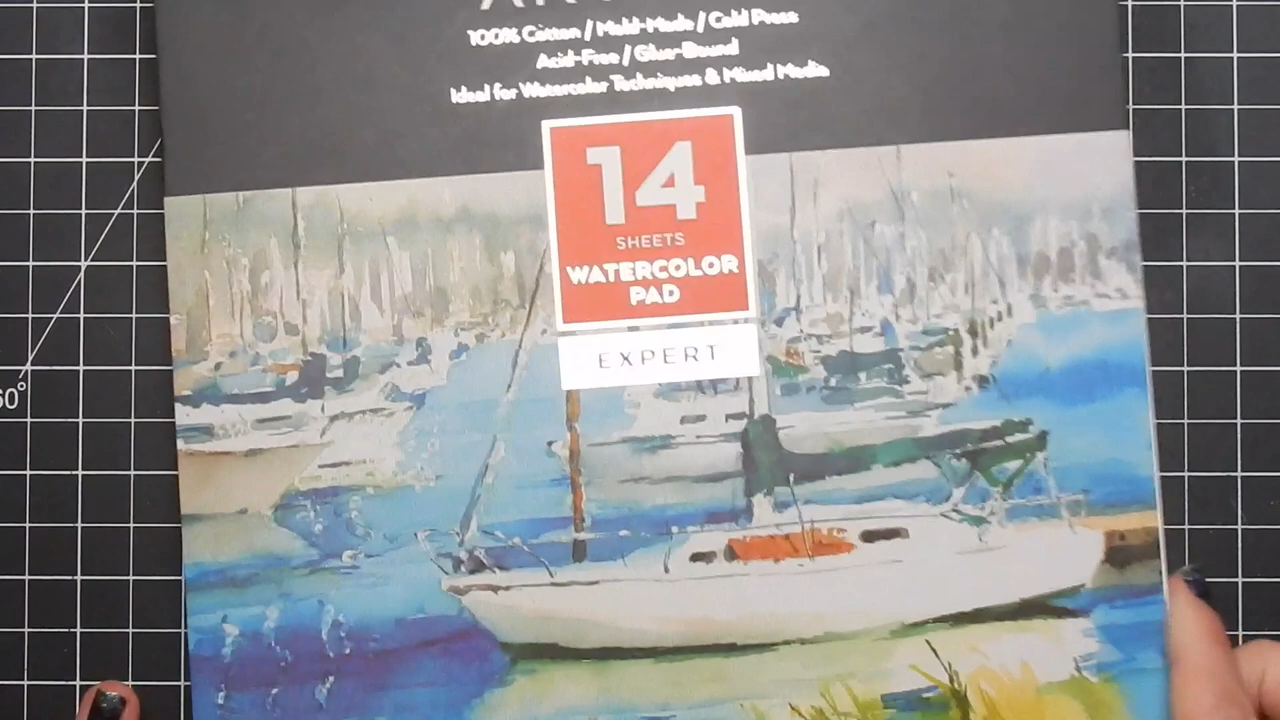 100% Cotton / Mold-Made / Cold Press
Acid-Free / Glue-Bound
Ideal for Watercolor Techniques & Mixed Media
14
SHEETS
WATERCOLOR
PAD
EXPERT
60°